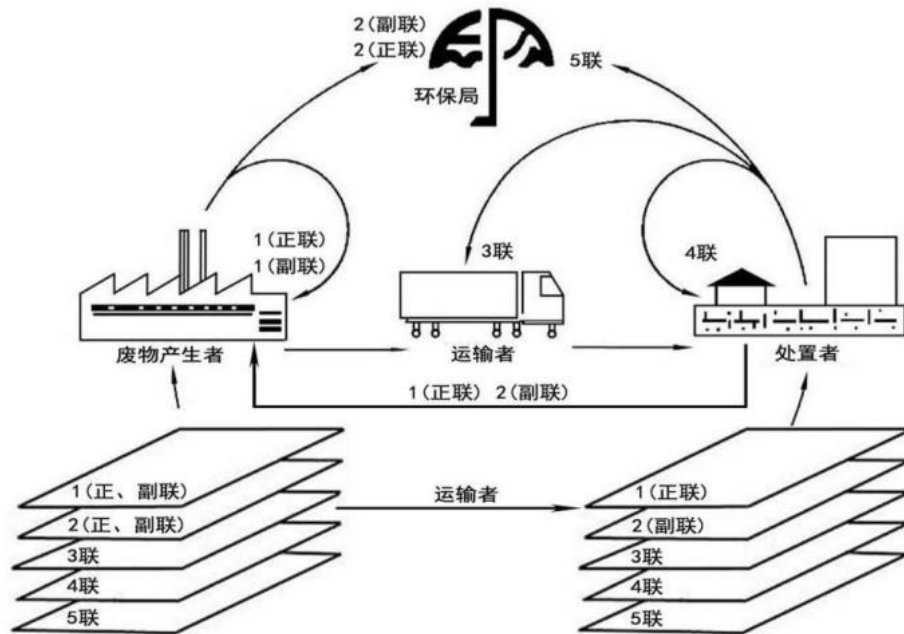 2(副联)
2(正联)
环保局
5联
1(正联)
1(副联)
3联
4联
废物产生者
运输者
处置者
1(正联) 2(副联)
1(正、副联)
2(正、副联)
3联
4联
5联
运输者
1(正联)
2(副联)
3联
4联
5联